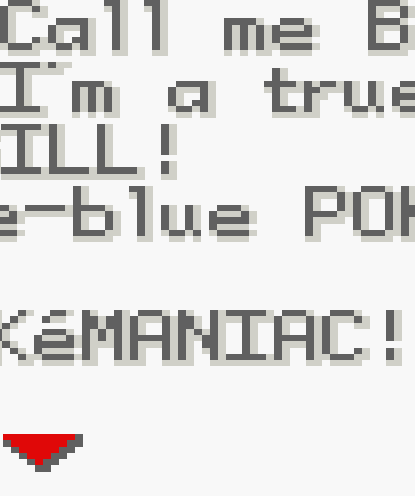 Call me B
I'm a true
ILL!
e-blue POK
KéMANIAC!